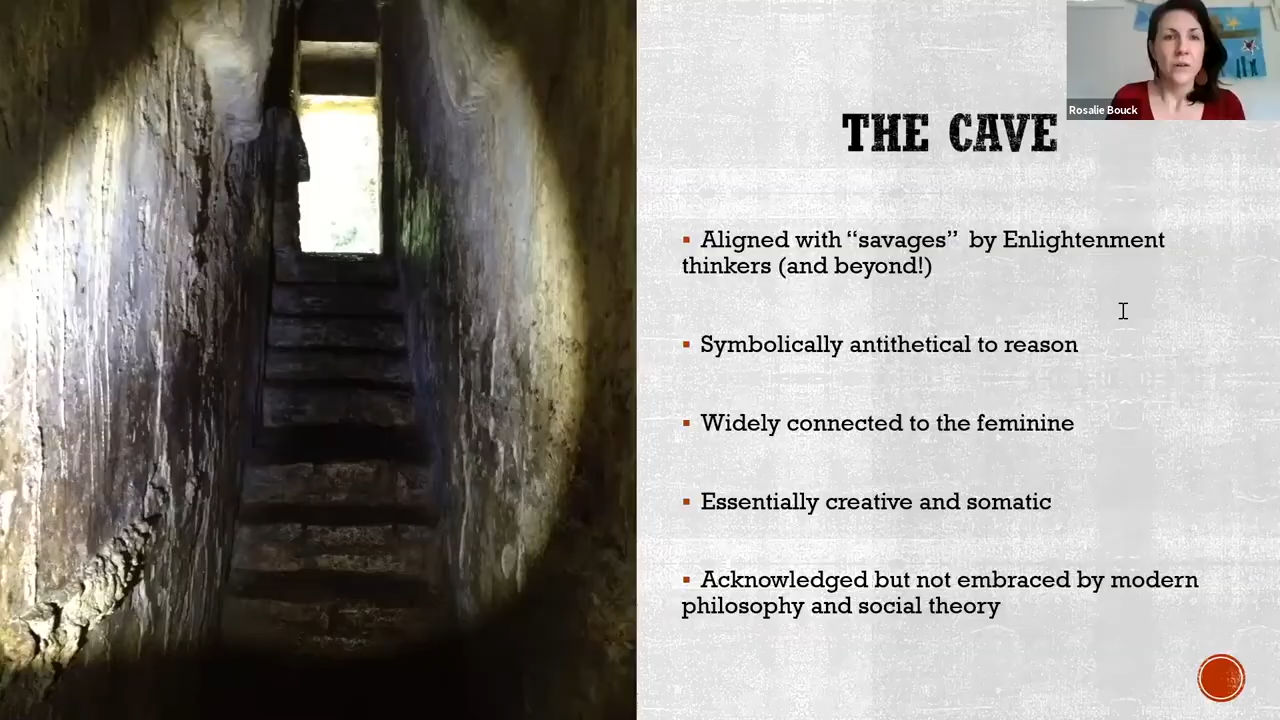 Rosalie Bouck
THE CAVE
▪ Aligned with “savages” by Enlightenment
thinkers (and beyond!)
▪ Symbolically antithetical to reason
▪ Widely connected to the feminine
▪ Essentially creative and somatic
▪ Acknowledged but not embraced by modern
philosophy and social theory